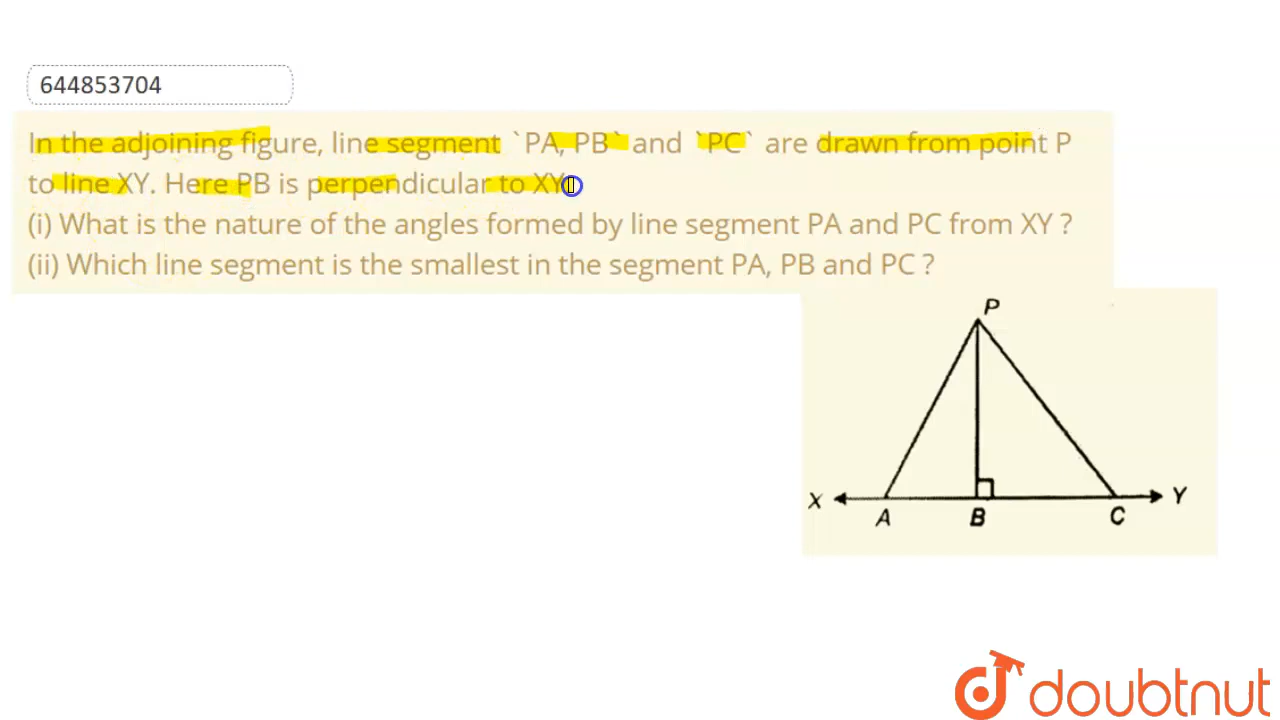 644853704
In the adjoining figure, line segment `PA, PB` and `PC` are drawn from point P
to line XY. Here PB is perpendicular to XY.
(i) What is the nature of the angles formed by line segment PA and PC from XY ?
(ii) Which line segment is the smallest in the segment PA, PB and PC ?
P
X
Y
A
B
C
doubtnut